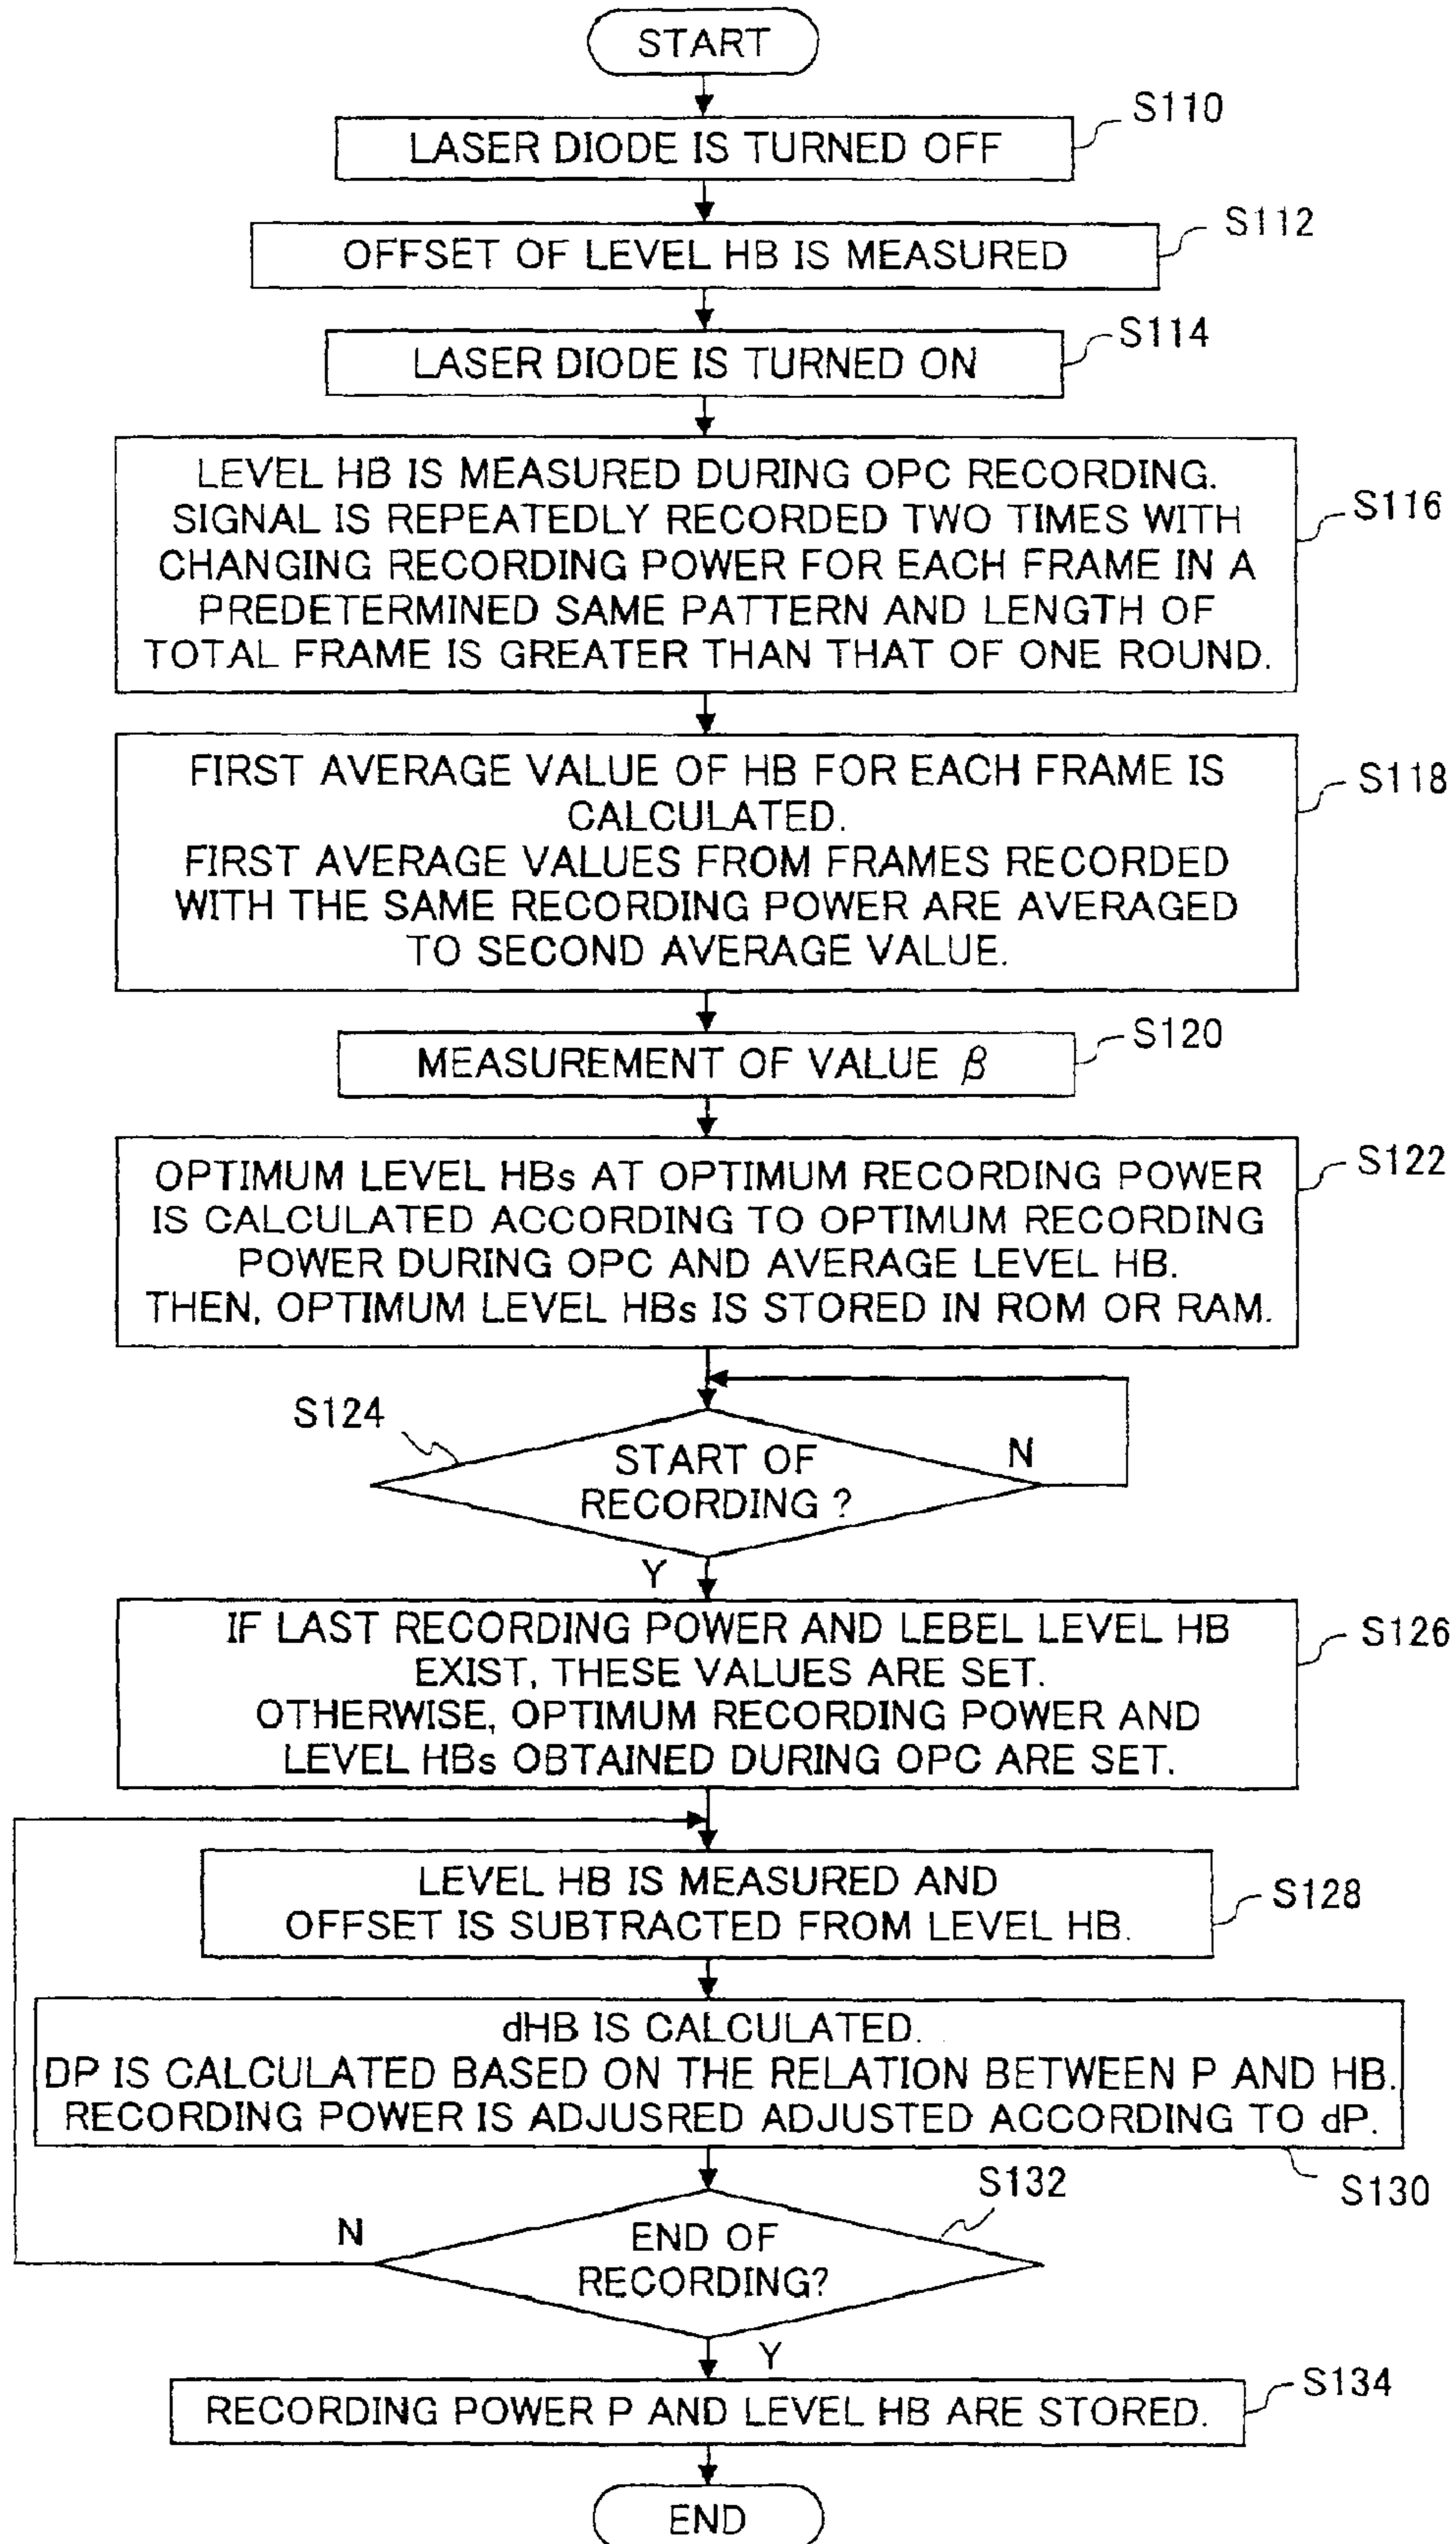 START
S110
LASER DIODE IS TURNED OFF
S112
OFFSET OF LEVEL HB IS MEASURED
S114
LASER DIODE IS TURNED ON
LEVEL HB IS MEASURED DURING OPC RECORDING.
SIGNAL IS REPEATEDLY RECORDED TWO TIMES WITH
CHANGING RECORDING POWER FOR EACH FRAME IN A
PREDETERMINED SAME PATTERN AND LENGTH OF
TOTAL FRAME IS GREATER THAN THAT OF ONE ROUND.
S116
FIRST AVERAGE VALUE OF HB FOR EACH FRAME IS
CALCULATED.
FIRST AVERAGE VALUES FROM FRAMES RECORDED
WITH THE SAME RECORDING POWER ARE AVERAGED
TO SECOND AVERAGE VALUE.
S118
S120
MEASUREMENT OF VALUE β
OPTIMUM LEVEL HBs AT OPTIMUM RECORDING POWER
IS CALCULATED ACCORDING TO OPTIMUM RECORDING
POWER DURING OPC AND AVERAGE LEVEL HB.
THEN, OPTIMUM LEVEL HBs IS STORED IN ROM OR RAM.
S122
S124
START OF
RECORDING ?
N
Y
IF LAST RECORDING POWER AND LEBEL LEVEL HB
EXIST, THESE VALUES ARE SET.
OTHERWISE, OPTIMUM RECORDING POWER AND
LEVEL HBs OBTAINED DURING OPC ARE SET.
S126
LEVEL HB IS MEASURED AND
OFFSET IS SUBTRACTED FROM LEVEL HB.
S128
dHB IS CALCULATED.
DP IS CALCULATED BASED ON THE RELATION BETWEEN P AND HB.
RECORDING POWER IS ADJUSRED ADJUSTED ACCORDING TO dP.
S130
S132
END OF
RECORDING?
N
Y
S134
RECORDING POWER P AND LEVEL HB ARE STORED.
END